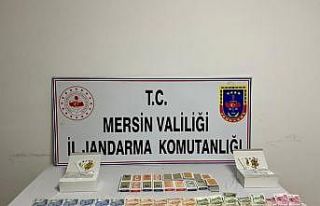 T.C.
MERSİN VALİLİĞİ
İL JANDARMA KOMUTANLIĞI